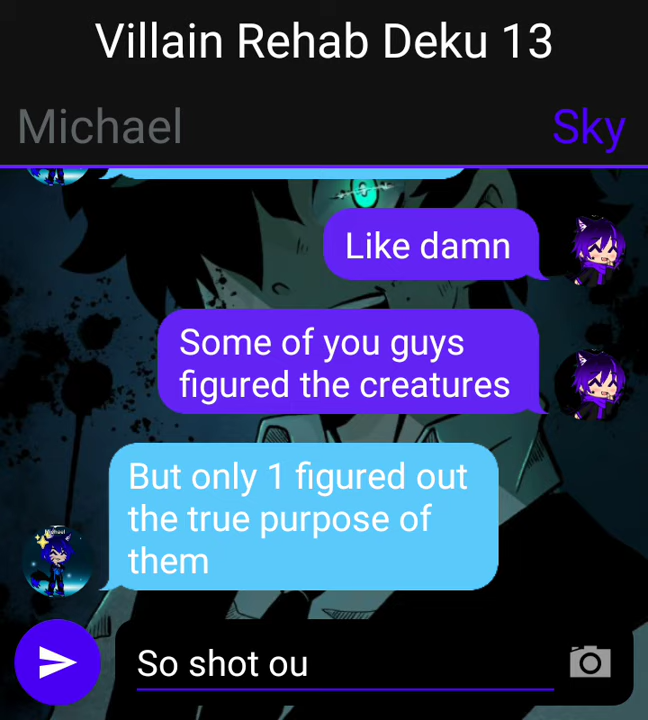 Villain Rehab Deku 13
Michael
Sky
Like damn
Some of you guys
figured the creatures
But only 1 figured out
the true purpose of
them
So shot ou